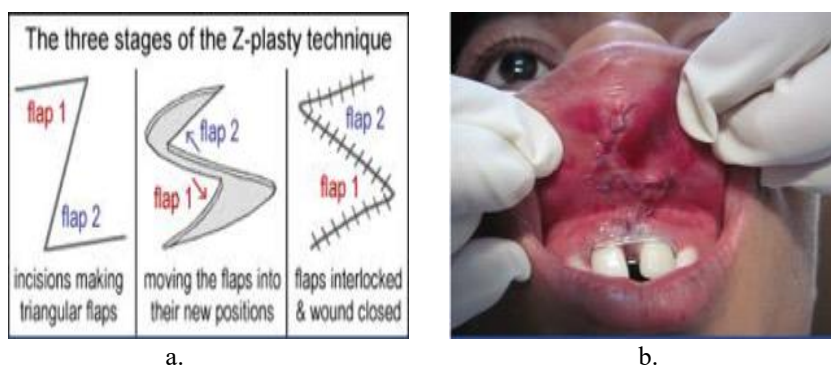 The three stages of the Z-plasty technique
flap 1
flap 2
incisions making
triangular flaps
flap 2
flap 1
moving the flaps into
their new positions
flap 2
flap 1
flaps interlocked
& wound closed
a.
b.